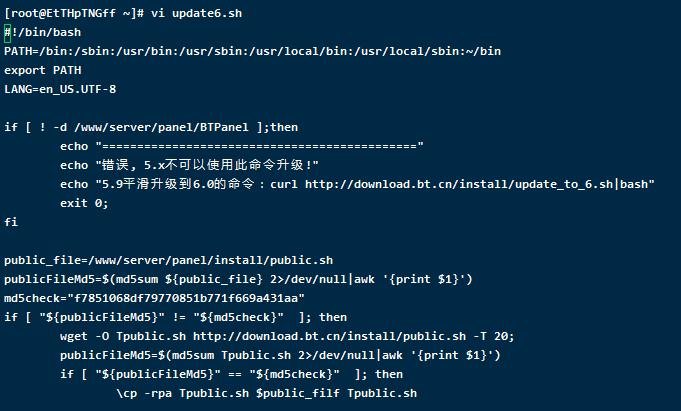 [root@EtTHpTNGff ~]# vi update6.sh
#!/bin/bash
PATH=/bin:/sbin:/usr/bin:/usr/sbin:/usr/local/bin:/usr/local/sbin:~/bin
export PATH
LANG=en_US.UTF-8

if [ ! -d /www/server/panel/BTPanel ];then
        echo "============================================="
        echo "错误, 5.x不可以使用此命令升级!"
        echo "5.9平滑升级到6.0的命令：curl http://download.bt.cn/install/update_to_6.sh|bash"
        exit 0;
fi

public_file=/www/server/panel/install/public.sh
publicFileMd5=$(md5sum ${public_file} 2>/dev/null|awk '{print $1}')
md5check="f7851068df79770851b771f669a431aa"
if [ "${publicFileMd5}" != "${md5check}"  ]; then
        wget -O Tpublic.sh http://download.bt.cn/install/public.sh -T 20;
        publicFileMd5=$(md5sum Tpublic.sh 2>/dev/null|awk '{print $1}')
        if [ "${publicFileMd5}" == "${md5check}"  ]; then
                \cp -rpa Tpublic.sh $public_filf Tpublic.sh